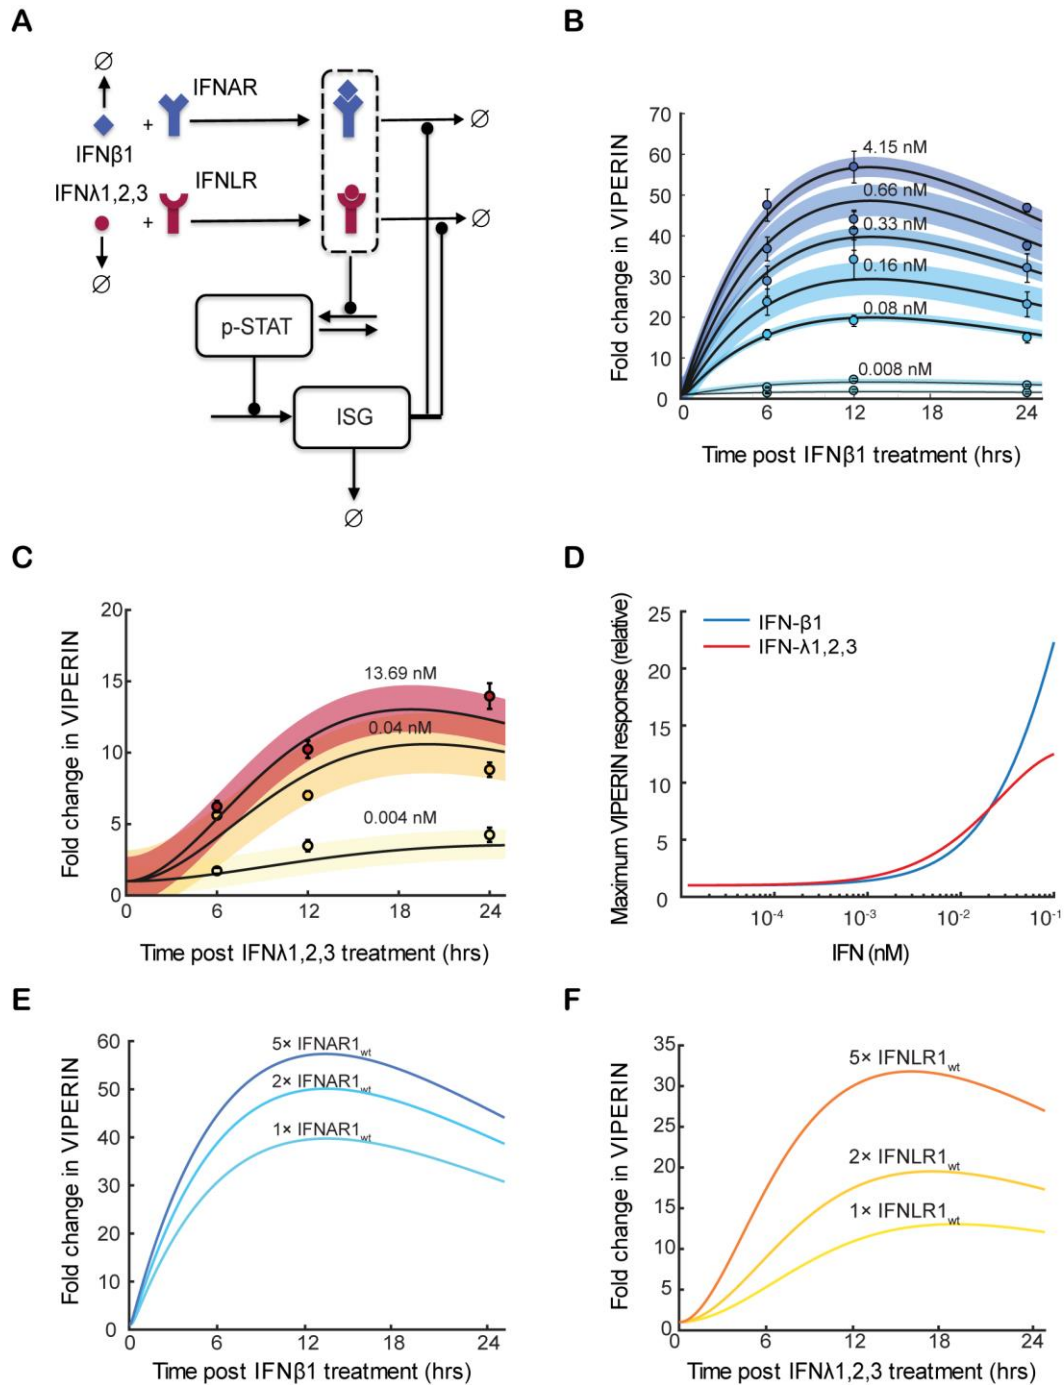 A
∅
IFNAR
+
∅
IFNβ1
IFNλ1,2,3
IFNLR
+
∅
∅
p-STAT
ISG
∅
B
Fold change in VIPERIN
70
60
50
40
30
20
10
0
4.15 nM
0.66 nM
0.33 nM
0.16 nM
0.08 nM
0.008 nM
0 6 12 18 24
Time post IFNβ1 treatment (hrs)
C
Fold change in VIPERIN
20
15
10
5
0
13.69 nM
0.04 nM
0.004 nM
0 6 12 18 24
Time post IFNλ1,2,3 treatment (hrs)
D
Maximum VIPERIN response (relative)
25
20
15
10
5
0
IFN-β1
IFN-λ1,2,3
10⁻⁴ 10⁻³ 10⁻² 10⁻¹
IFN (nM)
E
Fold change in VIPERIN
60
50
40
30
20
10
0
5× IFNAR1wt
2× IFNAR1wt
1× IFNAR1wt
0 6 12 18 24
Time post IFNβ1 treatment (hrs)
F
Fold change in VIPERIN
35
30
25
20
15
10
5
0
5× IFNLR1wt
2× IFNLR1wt
1× IFNLR1wt
0 6 12 18 24
Time post IFNλ1,2,3 treatment (hrs)